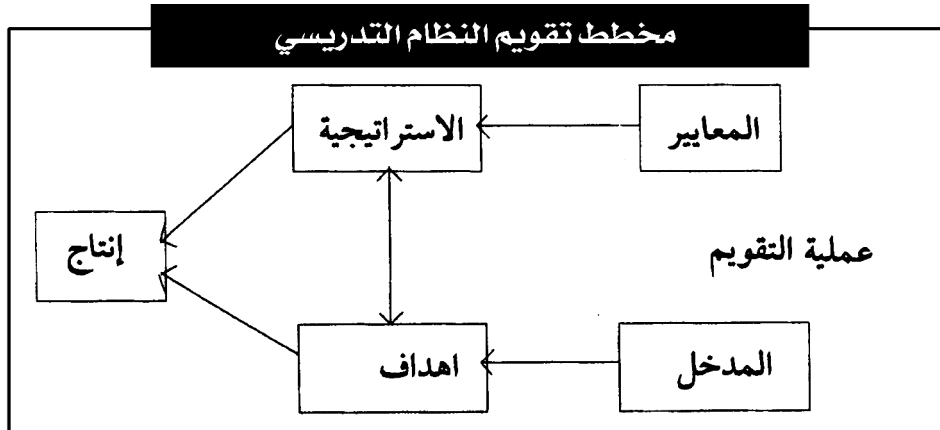 مخطط تقويم النظام التدريسي
المعايير
الاستراتيجية
عملية التقويم
إنتاج
المدخل
اهداف